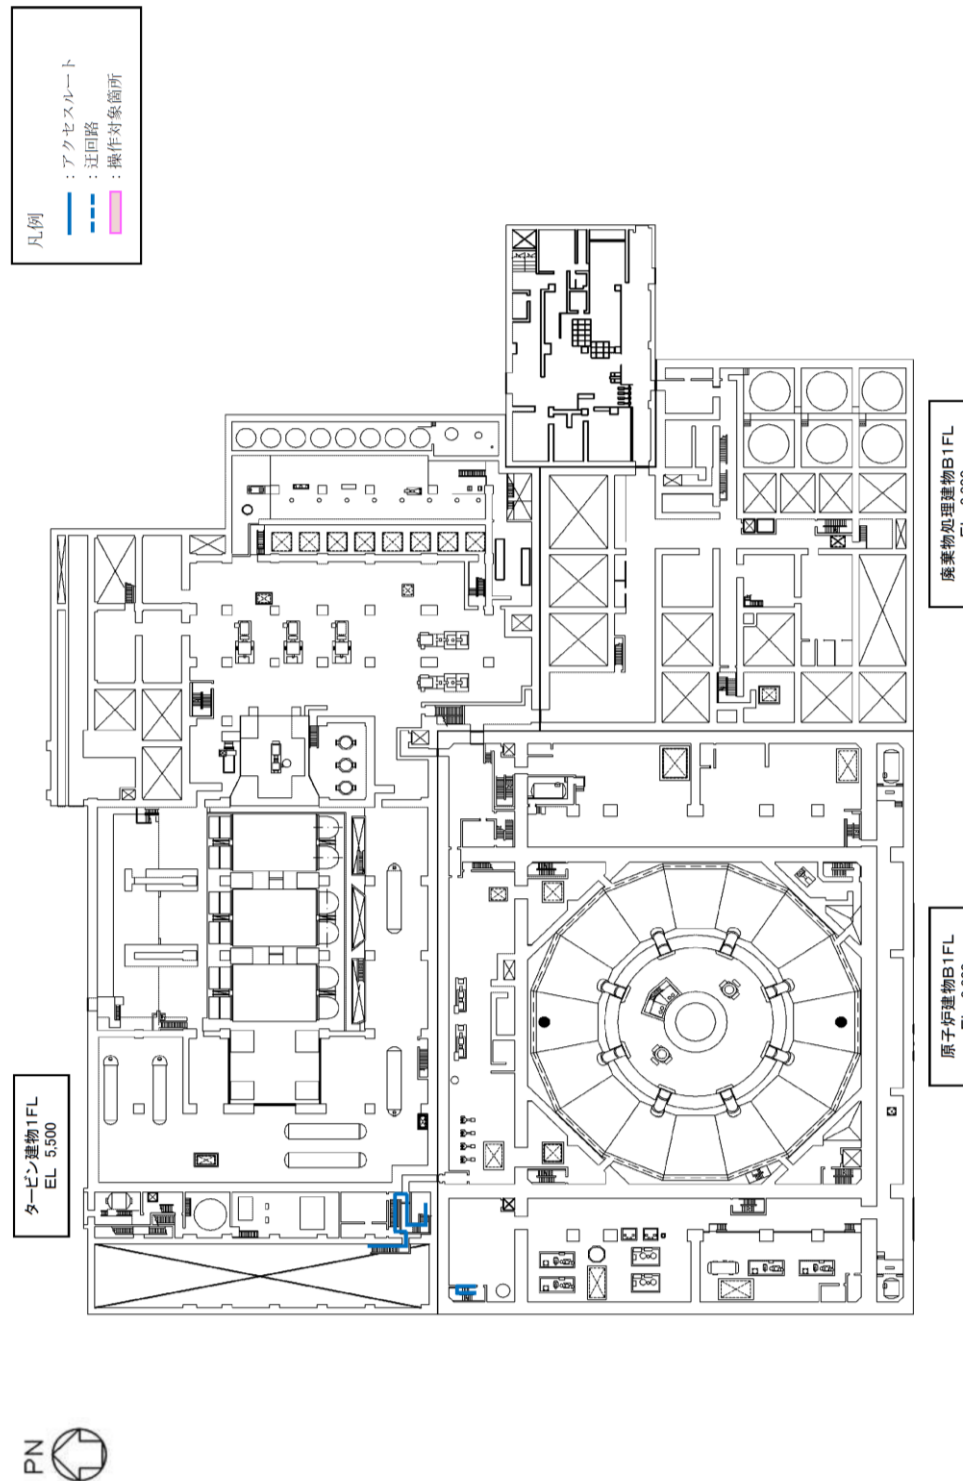 凡例
：アクセスルート
：迂回路
：操作対象箇所
廃棄物処理建物B1FL
原子炉建物B1FL
タービン建物1FL
EL 5,500
PN